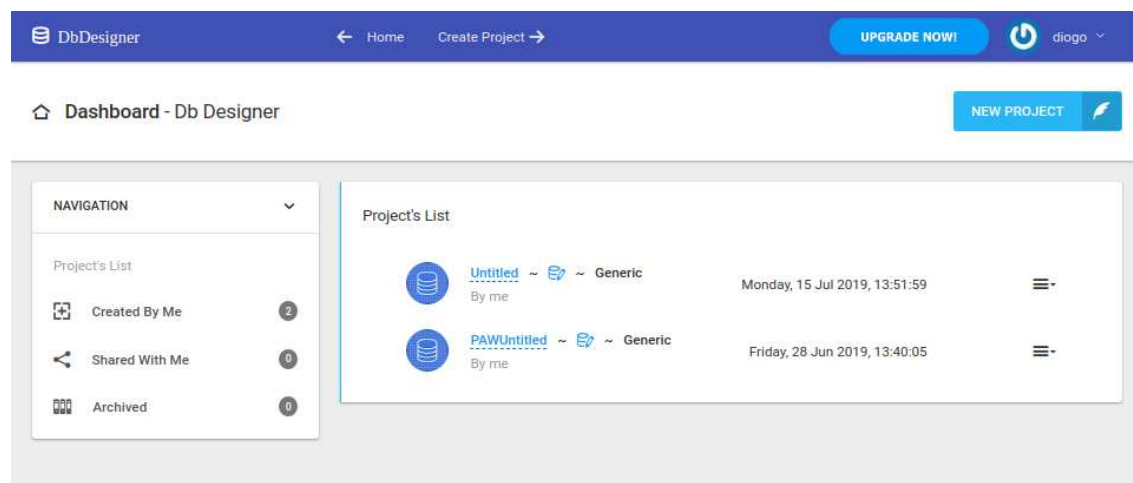 DbDesigner
Home Create Project
UPGRADE NOW!
diogo
Dashboard - Db Designer
NEW PROJECT
NAVIGATION
Project's List
Created By Me 2
Shared With Me 0
Archived 0
Project's List
Untitled ~ ~ Generic
By me
Monday, 15 Jul 2019, 13:51:59
PAWUntitled ~ ~ Generic
By me
Friday, 28 Jun 2019, 13:40:05